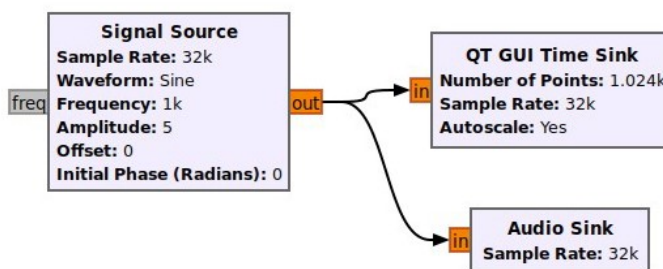 Signal Source
Sample Rate: 32k
Waveform: Sine
freq
Frequency: 1k
out
Amplitude: 5
Offset: 0
Initial Phase (Radians): 0
QT GUI Time Sink
Number of Points: 1.024k
in
Sample Rate: 32k
Autoscale: Yes
Audio Sink
in
Sample Rate: 32k